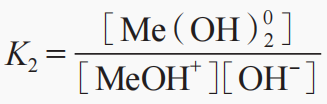 K₂ = [Me(OH)₂⁰] / [MeOH⁺][OH⁻]